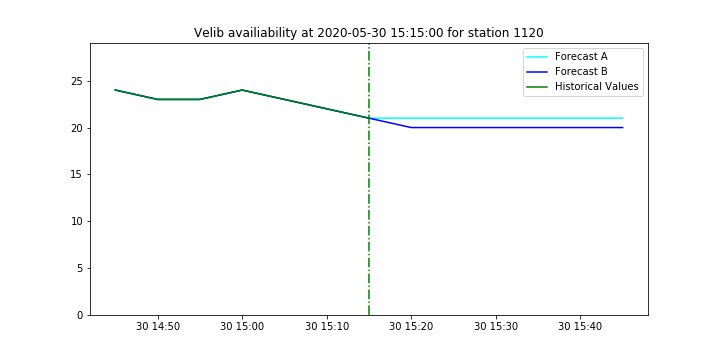 Velib availiability at 2020-05-30 15:15:00 for station 1120
Forecast A
Forecast B
Historical Values
25
20
15
10
5
0
30 14:50 30 15:00 30 15:10 30 15:20 30 15:30 30 15:40